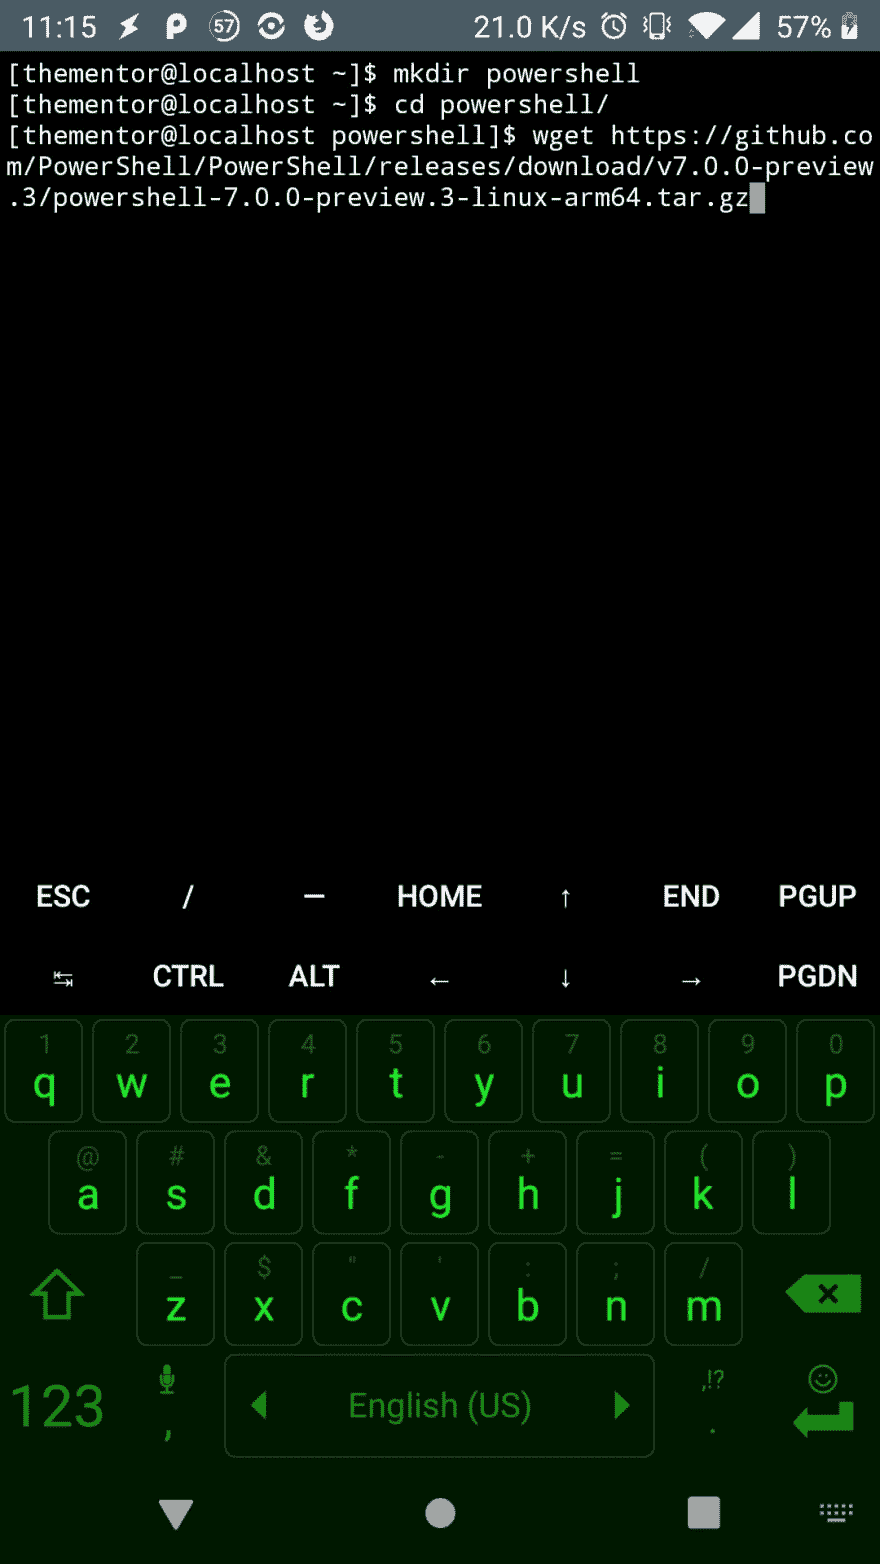 11:15 57 21.0 K/s 57%
[thementor@localhost ~]$ mkdir powershell
[thementor@localhost ~]$ cd powershell/
[thementor@localhost powershell]$ wget https://github.co
m/PowerShell/PowerShell/releases/download/v7.0.0-preview
.3/powershell-7.0.0-preview.3-linux-arm64.tar.gz
ESC / — HOME ↑ END PGUP
↹ CTRL ALT ← ↓ → PGDN
1 2 3 4 5 6 7 8 9 0
q w e r t y u i o p
@ # & * - + = ( )
a s d f g h j k l
_ $ " ' : ; /
z x c v b n m
123 , English (US) ,!? .